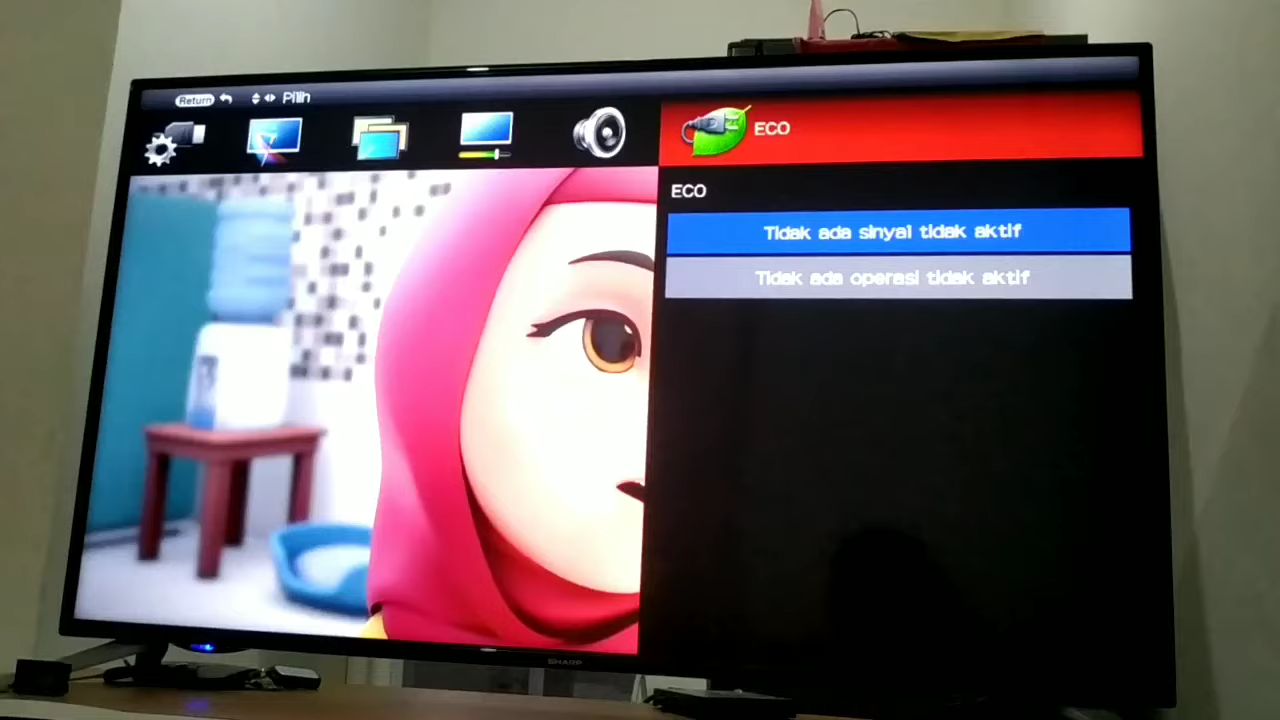 Return Pilih
ECO
ECO
Tidak ada sinyal tidak aktif
Tidak ada operasi tidak aktif
SHARP